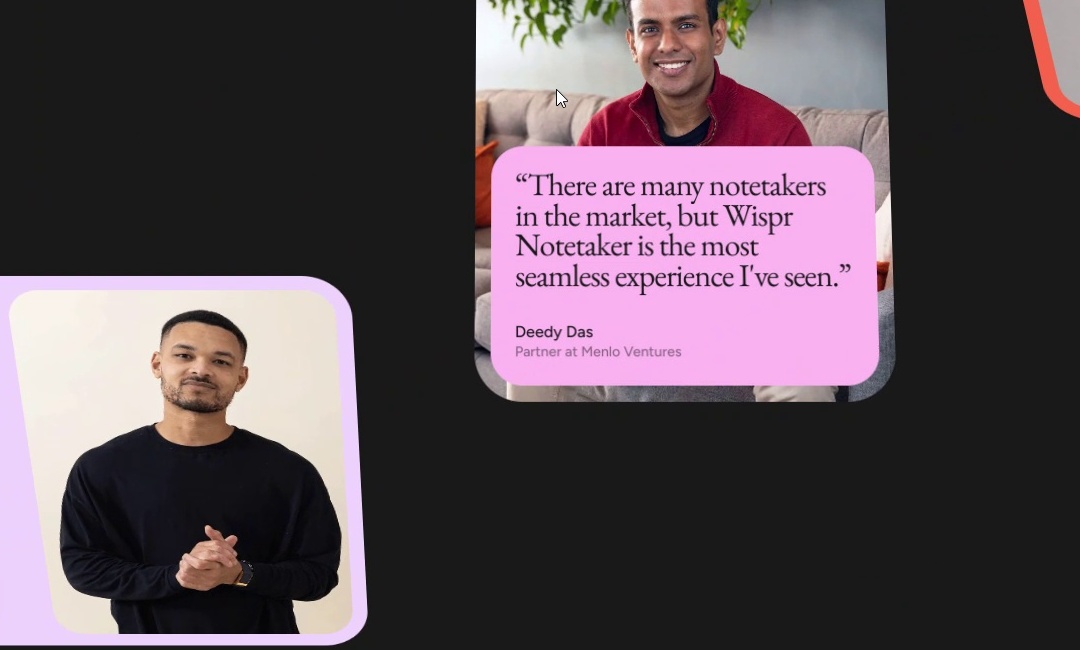 “There are many notetakers
in the market, but Wispr
Notetaker is the most
seamless experience I've seen.”
Deedy Das
Partner at Menlo Ventures